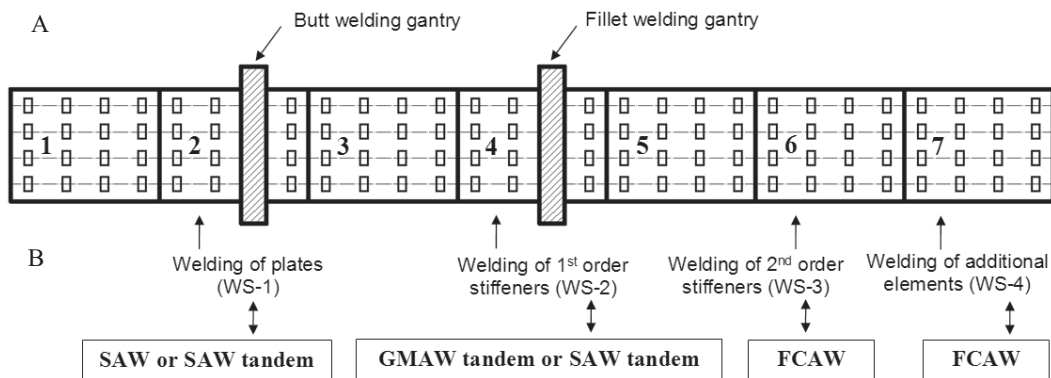 A
Butt welding gantry
Fillet welding gantry
1
2
3
4
5
6
7
B
Welding of plates
(WS-1)
Welding of 1st order
stiffeners (WS-2)
Welding of 2nd order
stiffeners (WS-3)
Welding of additional
elements (WS-4)
SAW or SAW tandem
GMAW tandem or SAW tandem
FCAW
FCAW